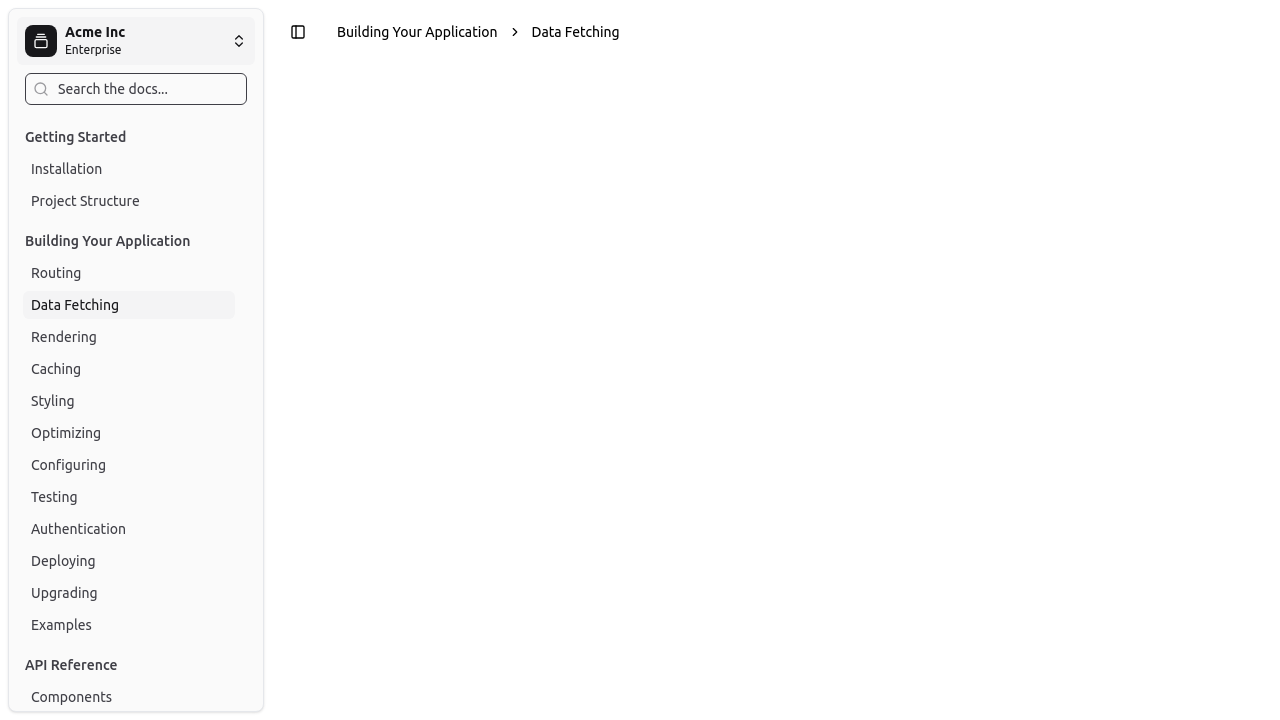 Acme Inc
Enterprise
Search the docs...
Getting Started
Installation
Project Structure
Building Your Application
Routing
Data Fetching
Rendering
Caching
Styling
Optimizing
Configuring
Testing
Authentication
Deploying
Upgrading
Examples
API Reference
Components
Building Your Application > Data Fetching